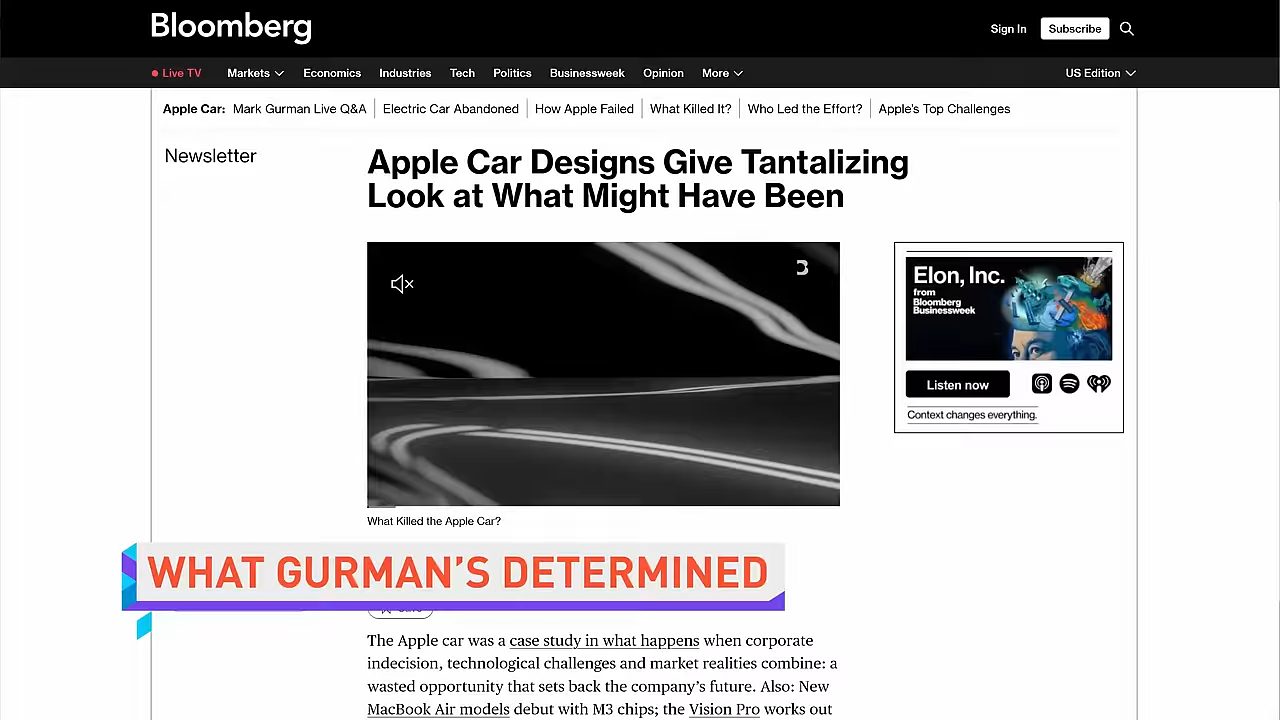 Bloomberg
Sign In
Subscribe
Live TV
Markets
Economics
Industries
Tech
Politics
Businessweek
Opinion
More
US Edition
Apple Car:
Mark Gurman Live Q&A
Electric Car Abandoned
How Apple Failed
What Killed It?
Who Led the Effort?
Apple's Top Challenges
Newsletter
Apple Car Designs Give Tantalizing
Look at What Might Have Been
Elon, Inc.
from
Bloomberg
Businessweek
Listen now
Context changes everything.
What Killed the Apple Car?
WHAT GURMAN'S DETERMINED
The Apple car was a case study in what happens when corporate
indecision, technological challenges and market realities combine: a
wasted opportunity that sets back the company's future. Also: New
MacBook Air models debut with M3 chips; the Vision Pro works out